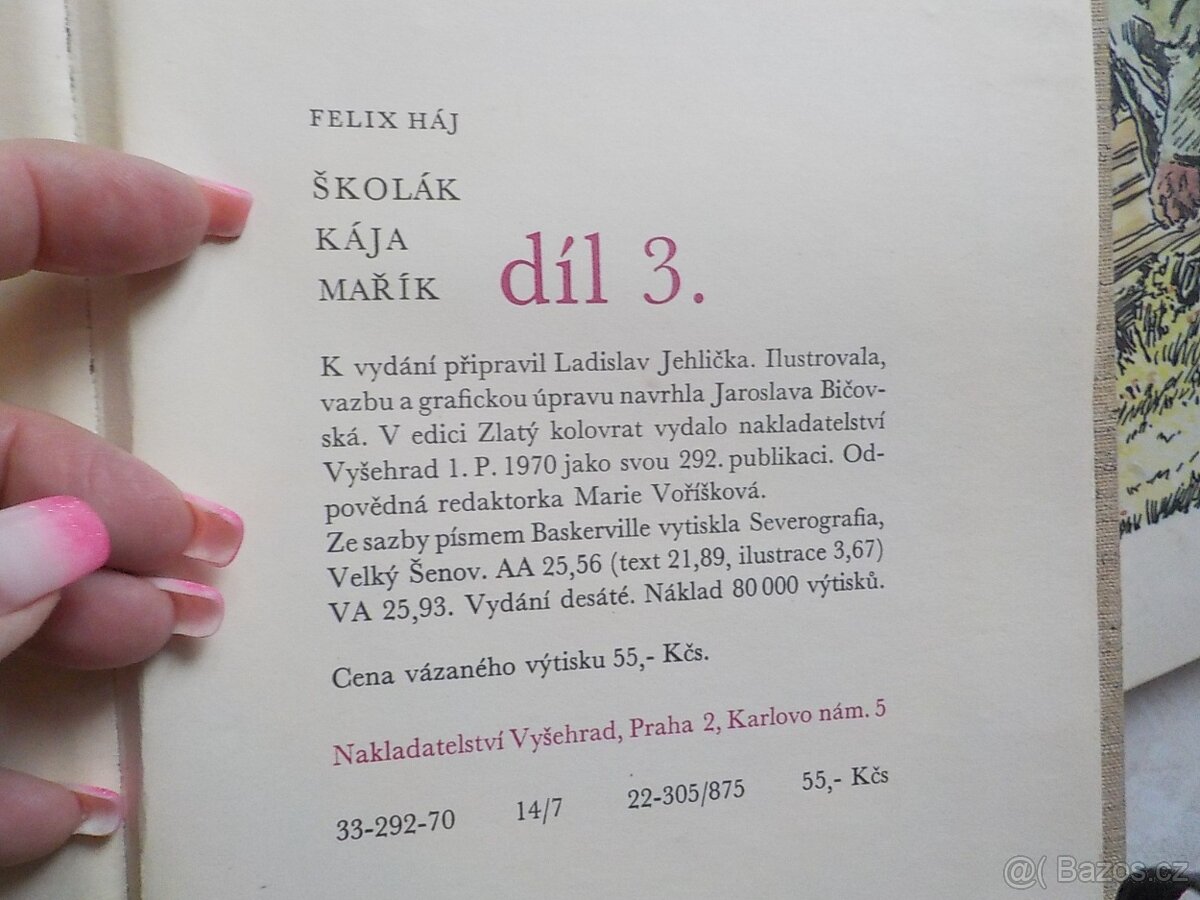 FELIX HÁJ
ŠKOLÁK
KÁJA
MAŘÍK díl 3.
K vydání připravil Ladislav Jehlička. Ilustrovala,
vazbu a grafickou úpravu navrhla Jaroslava Bičov-
ská. V edici Zlatý kolovrat vydalo nakladatelství
Vyšehrad 1. P. 1970 jako svou 292. publikaci. Od-
povědná redaktorka Marie Voříšková.
Ze sazby písmem Baskerville vytiskla Severografia,
Velký Šenov. AA 25,56 (text 21,89, ilustrace 3,67)
VA 25,93. Vydání desáté. Náklad 80 000 výtisků.
Cena vázaného výtisku 55,- Kčs.
Nakladatelství Vyšehrad, Praha 2, Karlovo nám. 5
33-292-70 14/7 22-305/875 55,- Kčs
@( Bazos.cz